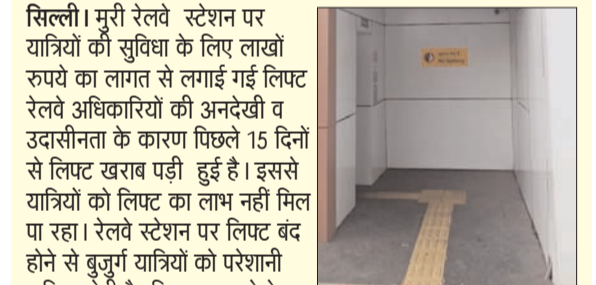 सिल्ली। मुरी रेलवे स्टेशन पर
यात्रियों की सुविधा के लिए लाखों
रुपये का लागत से लगाई गई लिफ्ट
रेलवे अधिकारियों की अनदेखी व
उदासीनता के कारण पिछले 15 दिनों
से लिफ्ट खराब पड़ी हुई है। इससे
यात्रियों को लिफ्ट का लाभ नहीं मिल
पा रहा। रेलवे स्टेशन पर लिफ्ट बंद
होने से बुजुर्ग यात्रियों को परेशानी